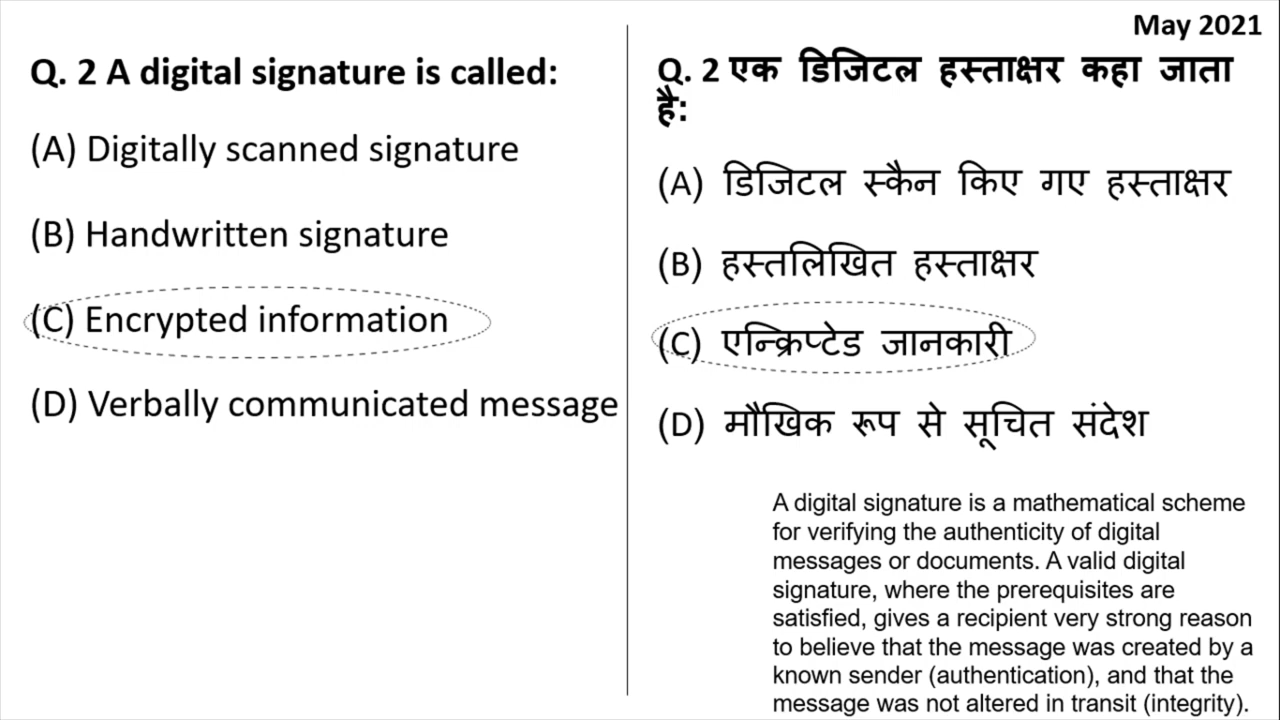 May 2021
Q. 2 A digital signature is called:
(A) Digitally scanned signature
(B) Handwritten signature
(C) Encrypted information
(D) Verbally communicated message
Q. 2 एक डिजिटल हस्ताक्षर कहा जाता
है:
(A) डिजिटल स्कैन किए गए हस्ताक्षर
(B) हस्तलिखित हस्ताक्षर
(C) एन्क्रिप्टेड जानकारी
(D) मौखिक रूप से सूचित संदेश
A digital signature is a mathematical scheme
for verifying the authenticity of digital
messages or documents. A valid digital
signature, where the prerequisites are
satisfied, gives a recipient very strong reason
to believe that the message was created by a
known sender (authentication), and that the
message was not altered in transit (integrity).